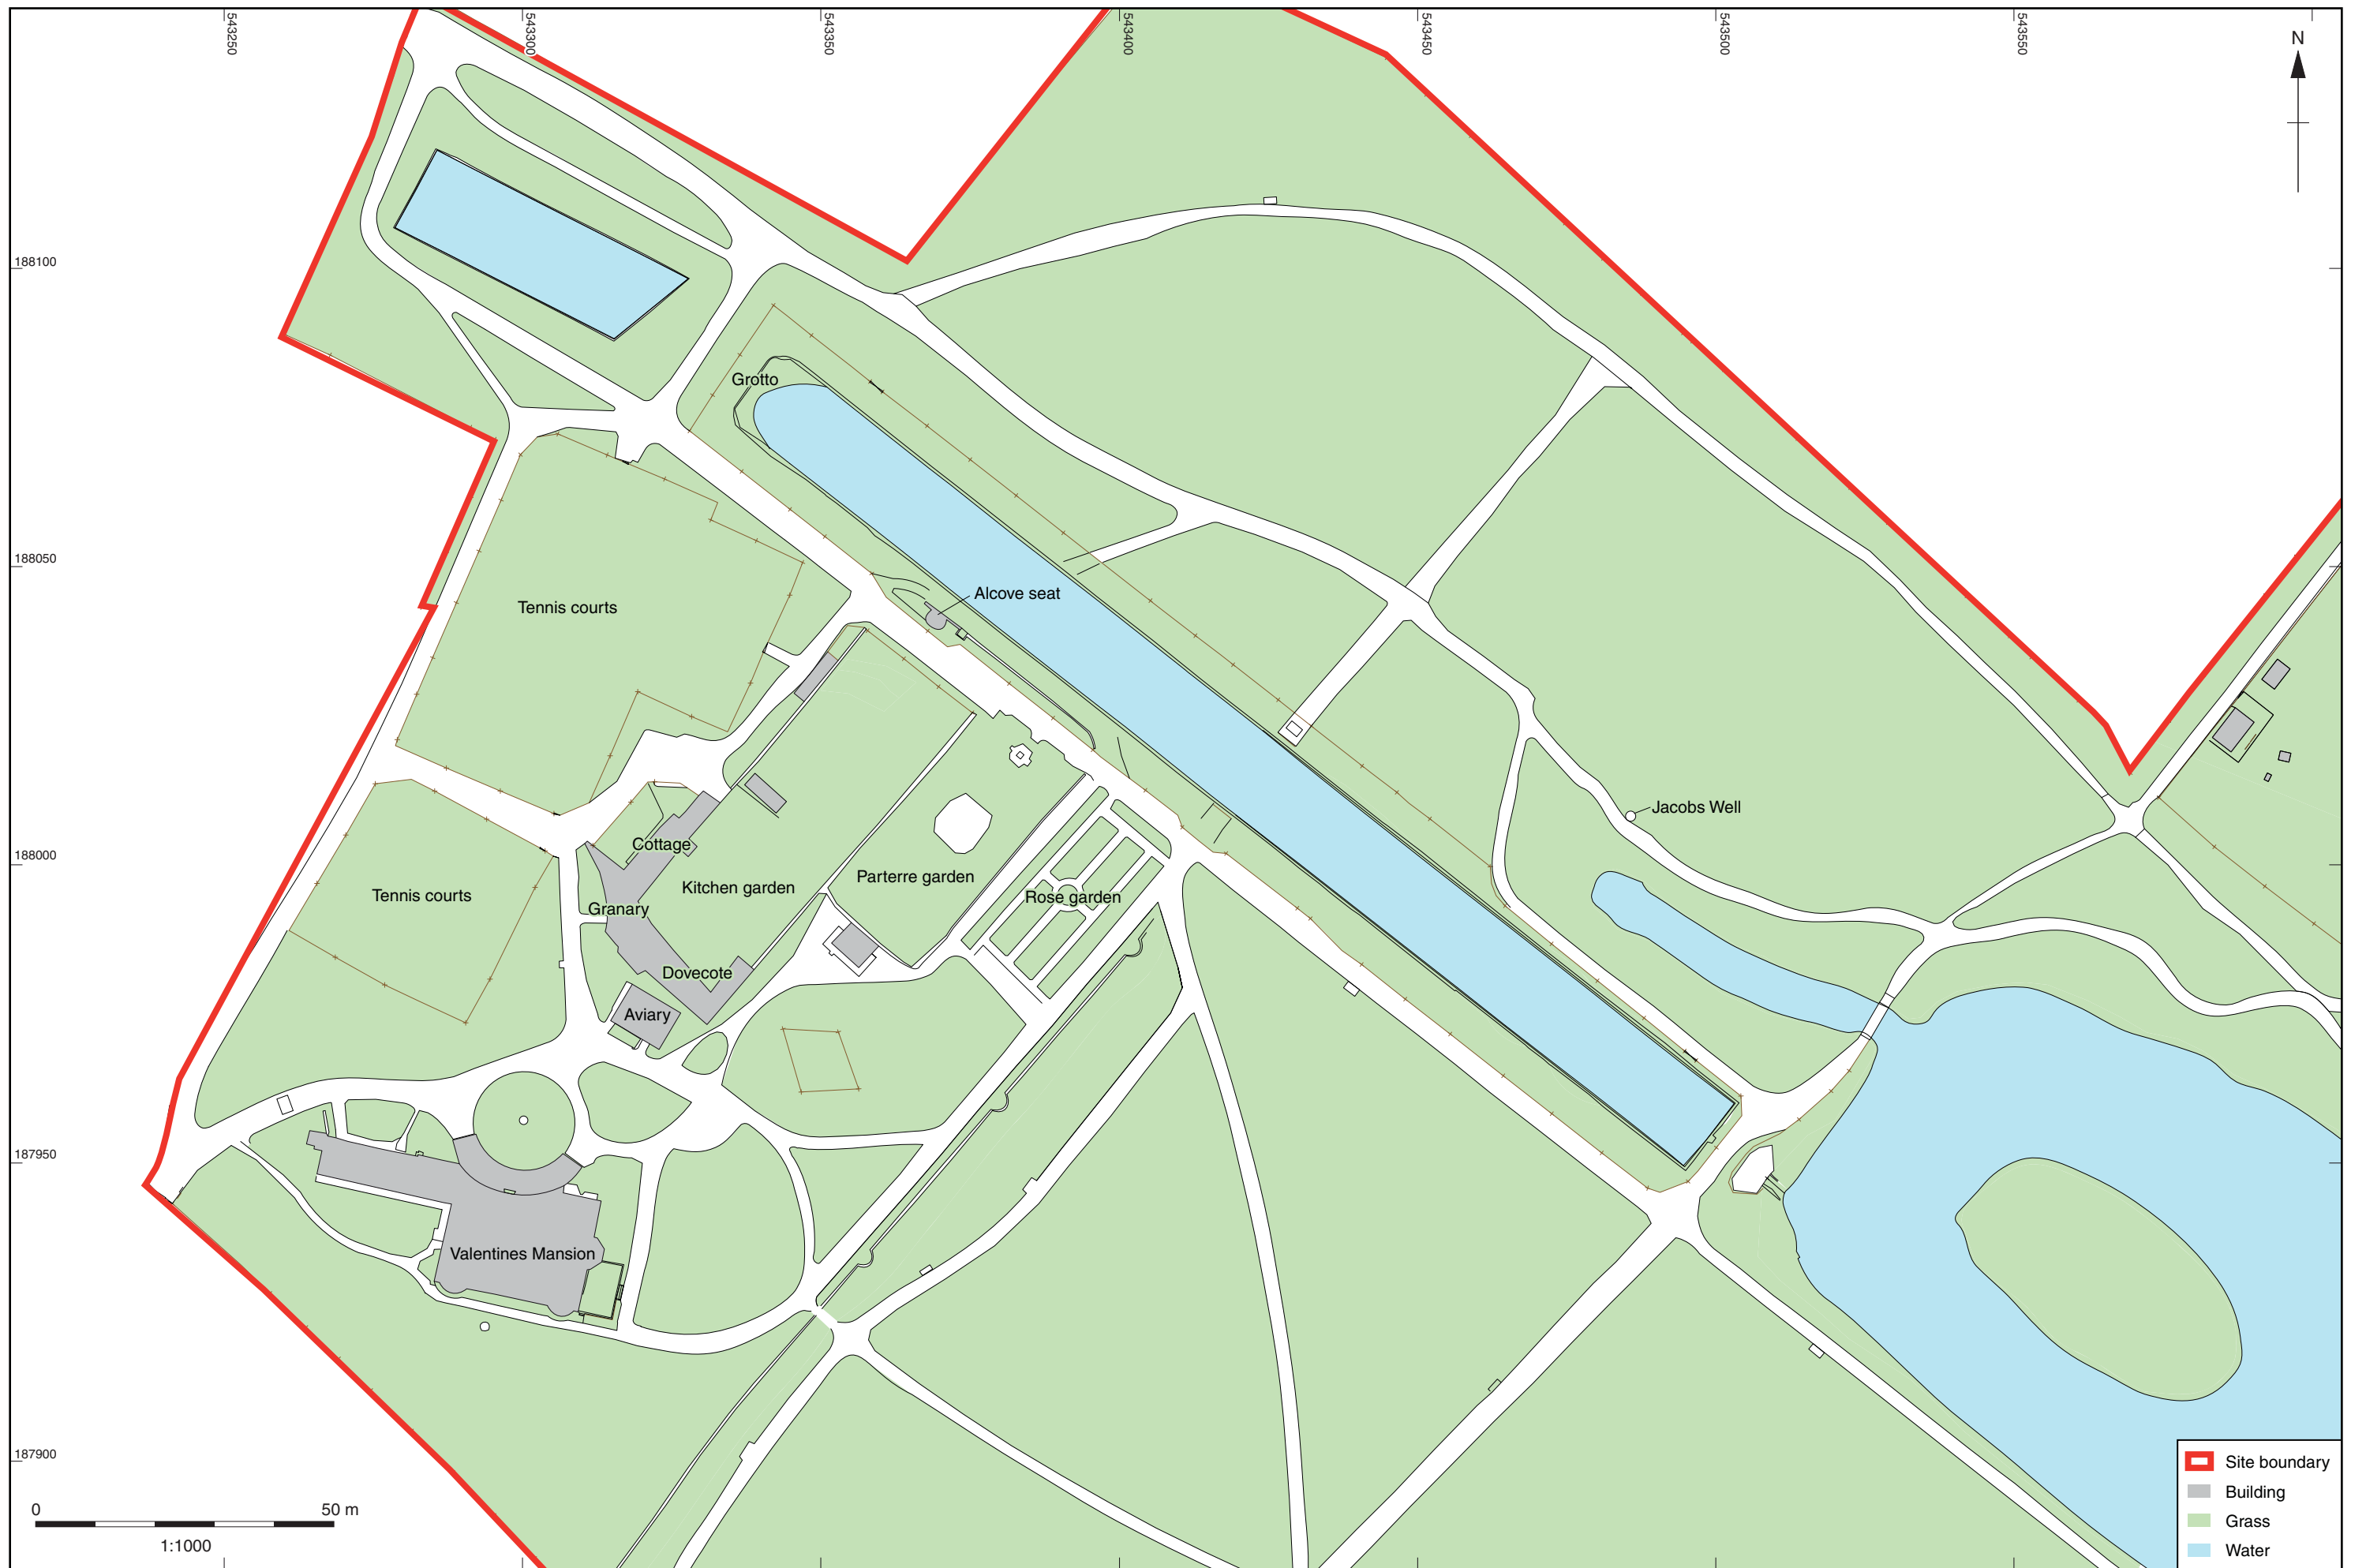 543250
543300
543350
543400
543450
543500
543550
N
188100
Grotto
188050
Alcove seat
Tennis courts
Jacobs Well
188000
Cottage
Parterre garden
Kitchen garden
Tennis courts
Rose garden
Granary
Dovecote
Aviary
187950
Valentines Mansion
187900
Site boundary
Building
Grass
Water
0 50 m
1:1000